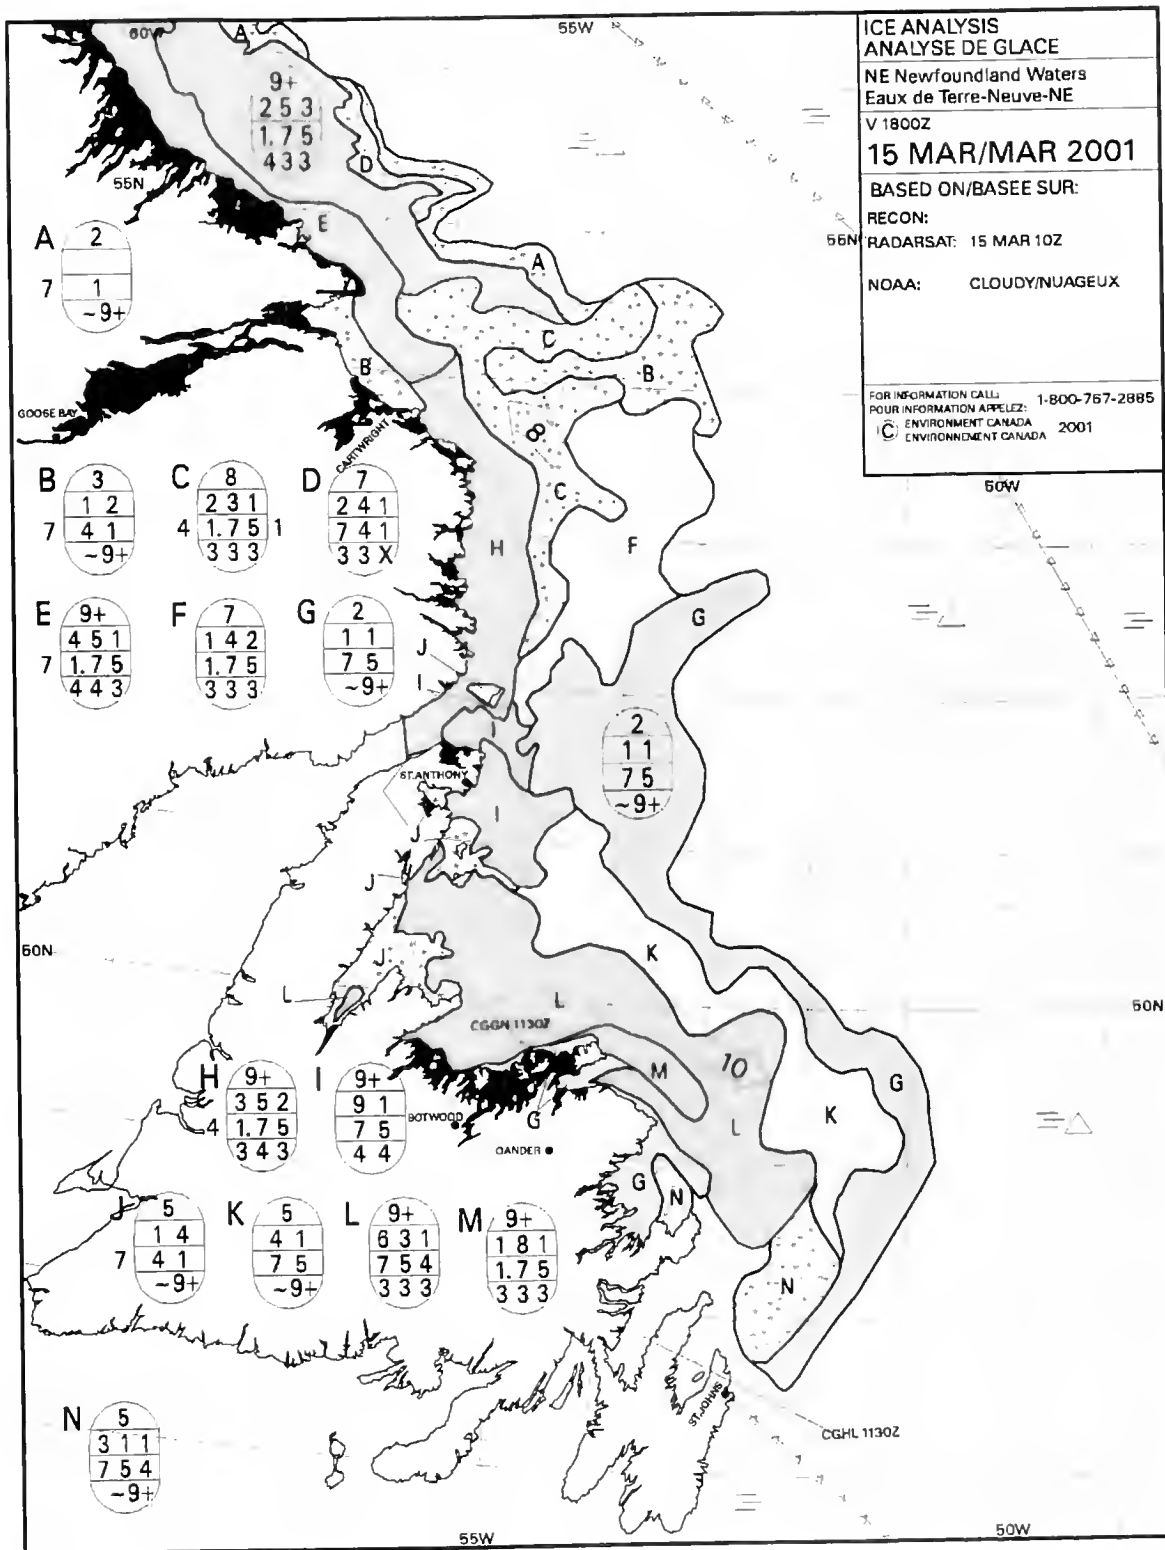 ICE ANALYSIS
ANALYSE DE GLACE
NE Newfoundland Waters
Eaux de Terre-Neuve-NE
V 1800Z
15 MAR/MAR 2001
BASED ON/BASEE SUR:
RECON:
RADARSAT: 15 MAR 10Z
NOAA: CLOUDY/NUAGEUX
FOR INFORMATION CALL:
POUR INFORMATION APPELEZ: 1-800-767-2885
© ENVIRONMENT CANADA
ENVIRONNEMENT CANADA 2001
60W
55W
A
9+
2 5 3
1. 7 5
4 3 3
D
55N
E
55N
A
A
2
7 1
~9+
C
B
B
GOOSE BAY
CARTWRIGHT
B
60W
B
3
1 2
7 4 1
~9+
C
8
2 3 1
4 1. 7 5 1
3 3 3
D
7
2 4 1
7 4 1
3 3 X
C
H
F
E
9+
4 5 1
7 1. 7 5
4 4 3
F
7
1 4 2
1. 7 5
3 3 3
G
2
1 1
7 5
~9+
G
J
I
I
2
1 1
7 5
~9+
ST.ANTHONY
I
J
J
50N
J
K
L
L
50N
CGGN 1130Z
10
M
G
K
L
H
9+
3 5 2
4 1. 7 5
3 4 3
I
9+
9 1
7 5
4 4
BOTWOOD
G
GANDER
G
N
J
5
1 4
7 4 1
~9+
K
5
4 1
7 5
~9+
L
9+
6 3 1
7 5 4
3 3 3
M
9+
1 8 1
1. 7 5
3 3 3
N
ST.JOHNS
CGHL 1130Z
N
5
3 1 1
7 5 4
~9+
55W
50W